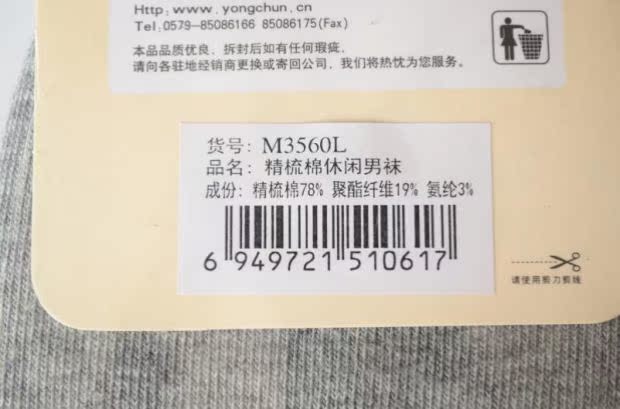 Http: www.yongchun.cn
Tel:0579-85086166 85086175(Fax)
本品品质优良，拆封后如有任何瑕疵，
请向各驻地经销商更换或寄回公司，我们将热忱为您服务。
货号：M3560L
品名：精梳棉休闲男袜
成份：精梳棉78% 聚酯纤维19% 氨纶3%
6 949721 510617
请使用剪刀剪线